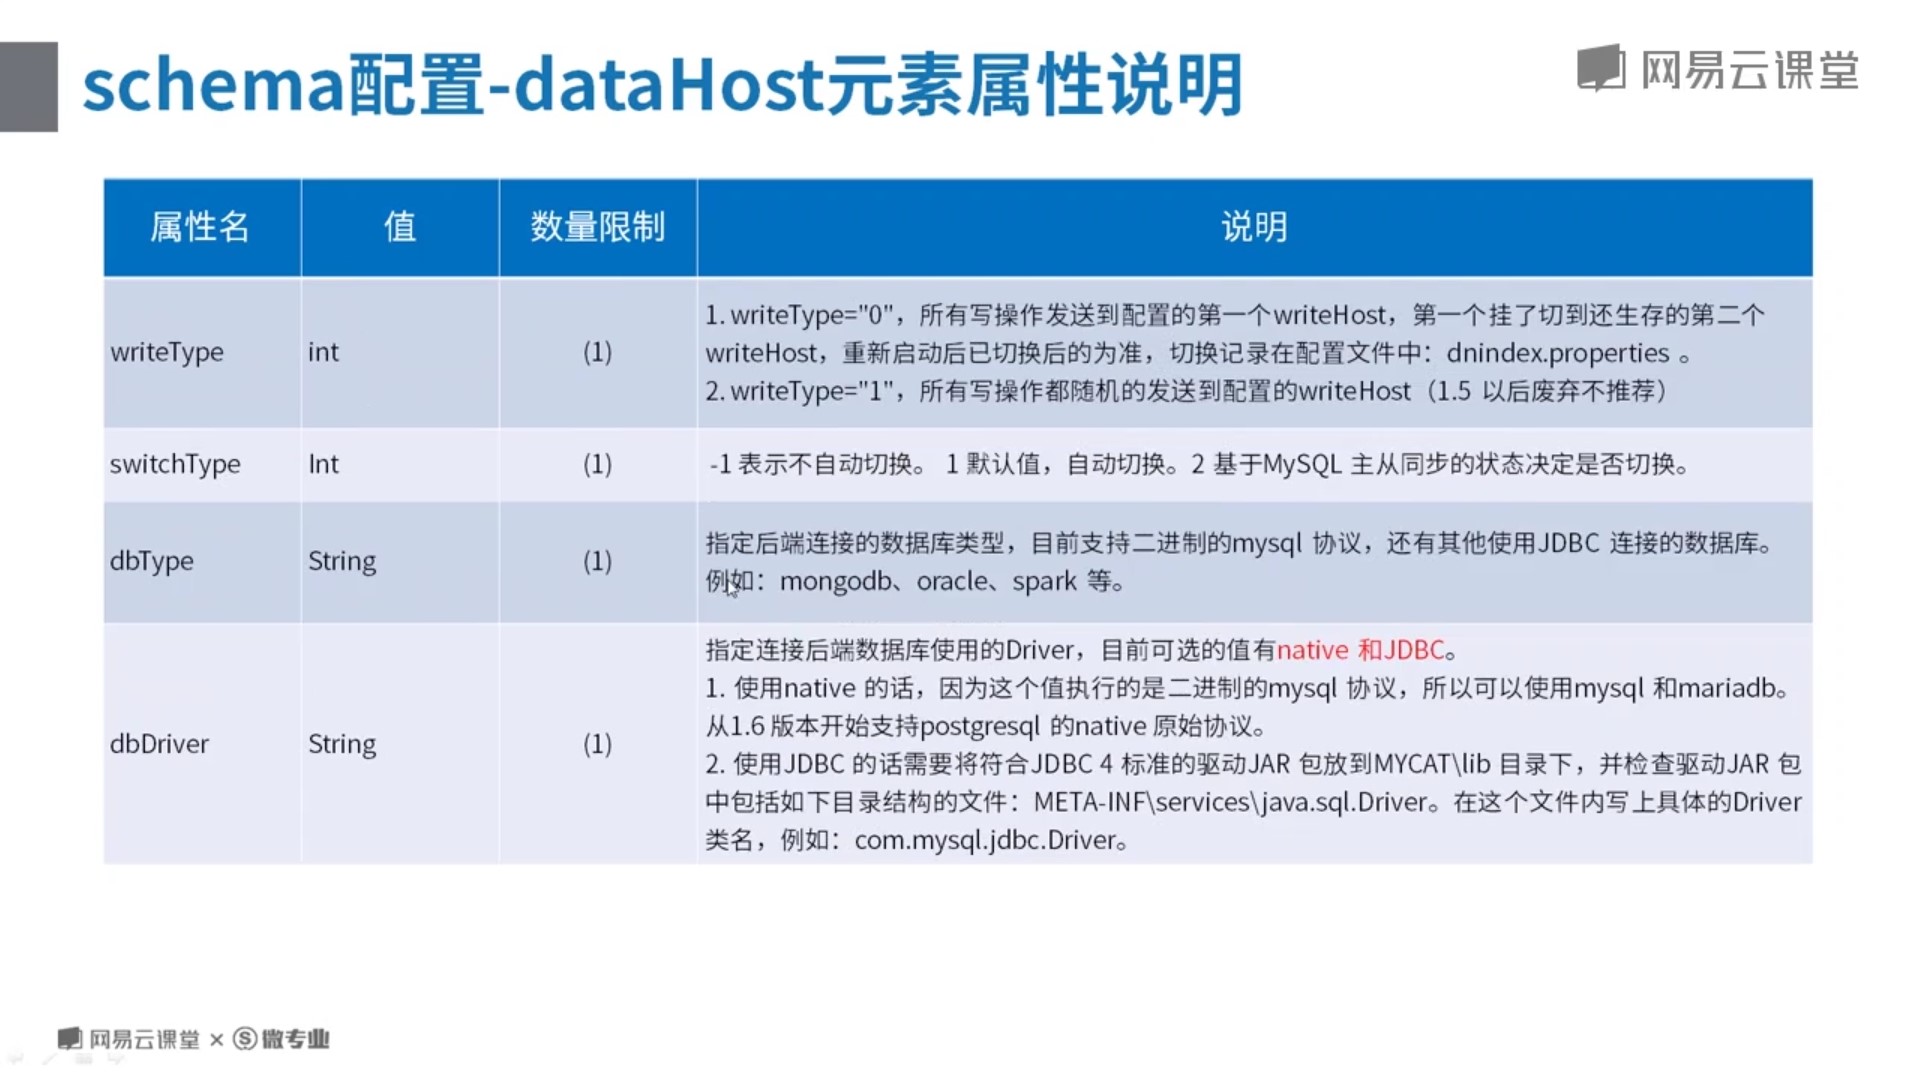 schema配置-dataHost元素属性说明
网易云课堂
属性名 值 数量限制 说明
writeType int (1)
1. writeType="0"，所有写操作发送到配置的第一个writeHost，第一个挂了切到还生存的第二个
writeHost，重新启动后已切换后的为准，切换记录在配置文件中：dnindex.properties 。
2. writeType="1"，所有写操作都随机的发送到配置的writeHost（1.5 以后废弃不推荐）
switchType Int (1) -1 表示不自动切换。 1 默认值，自动切换。2 基于MySQL 主从同步的状态决定是否切换。
dbType String (1)
指定后端连接的数据库类型，目前支持二进制的mysql 协议，还有其他使用JDBC 连接的数据库。
例如：mongodb、oracle、spark 等。
dbDriver String (1)
指定连接后端数据库使用的Driver，目前可选的值有native 和JDBC。
1. 使用native 的话，因为这个值执行的是二进制的mysql 协议，所以可以使用mysql 和mariadb。
从1.6 版本开始支持postgresql 的native 原始协议。
2. 使用JDBC 的话需要将符合JDBC 4 标准的驱动JAR 包放到MYCAT\lib 目录下，并检查驱动JAR 包
中包括如下目录结构的文件：META-INF\services\java.sql.Driver。在这个文件内写上具体的Driver
类名，例如：com.mysql.jdbc.Driver。
网易云课堂 × 微专业